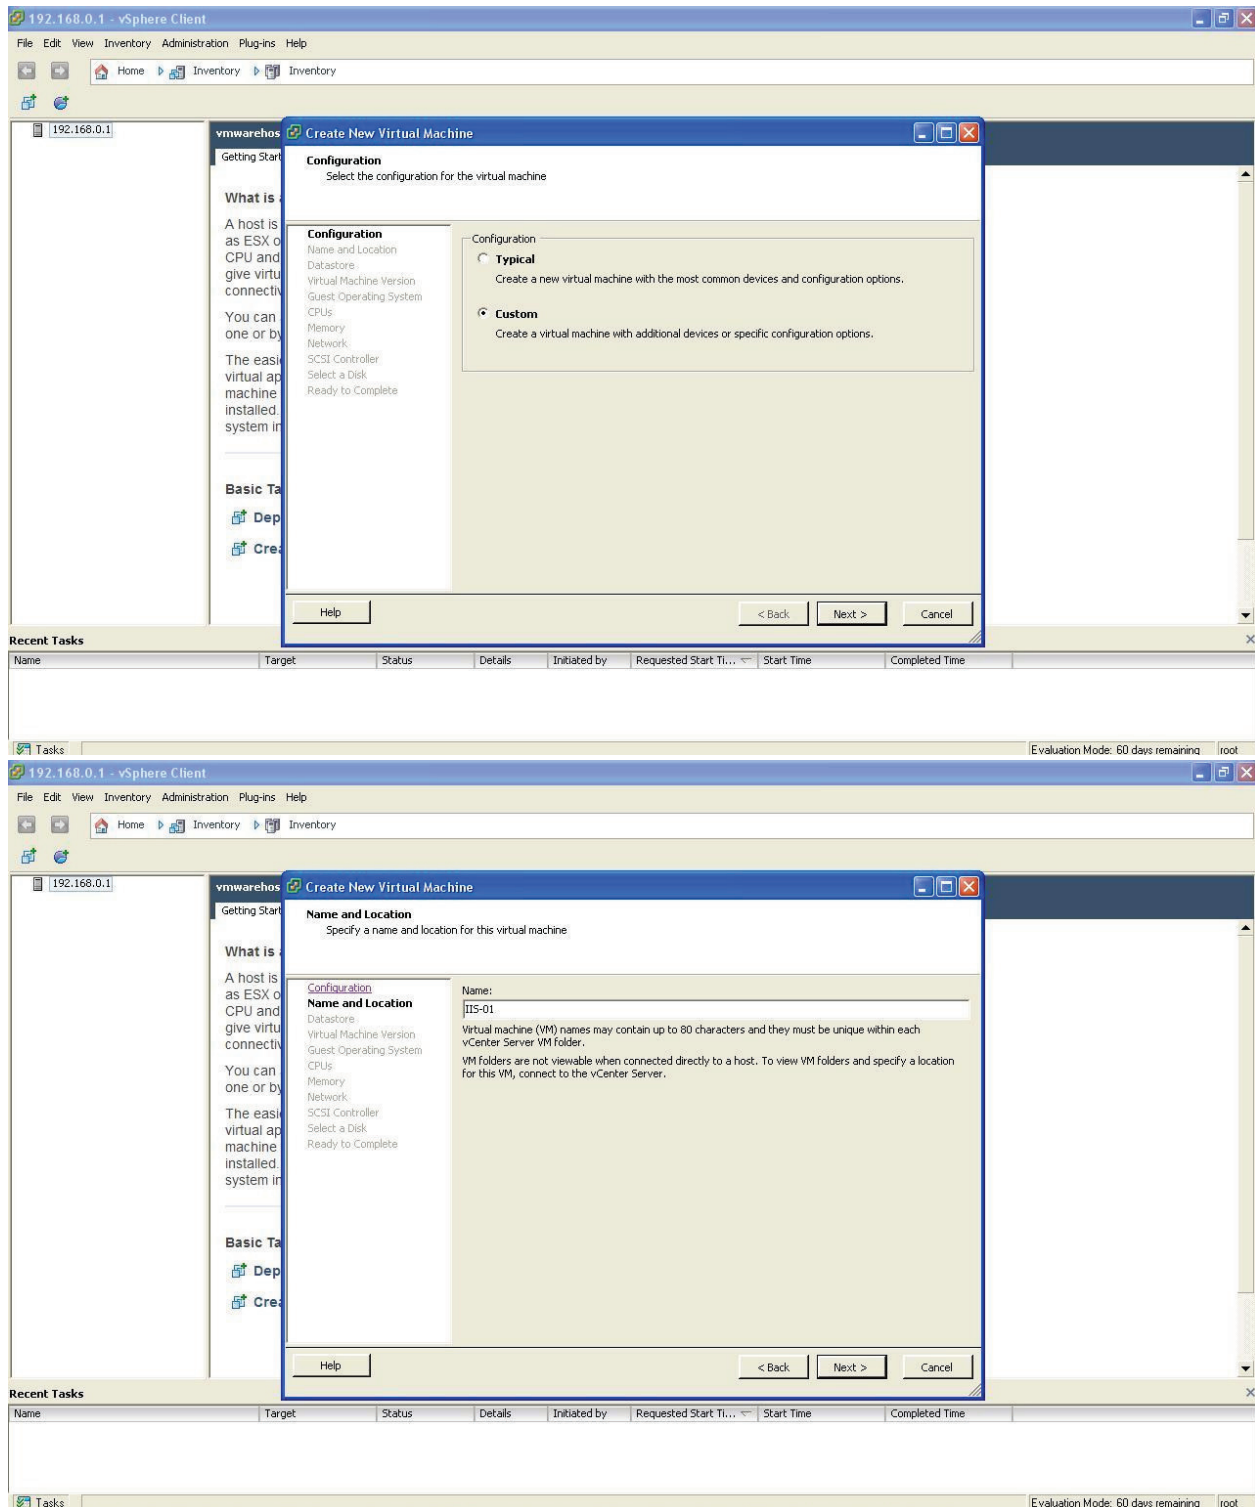 192.168.0.1 - vSphere Client
File Edit View Inventory Administration Plug-ins Help
Home Inventory Inventory
192.168.0.1
vmwarehos
Getting Start
What is
A host is
as ESX o
CPU and
give virtu
connectiv
You can
one or by
The easi
virtual ap
machine
installed.
system in
Basic Ta
Dep
Crea
Create New Virtual Machine
Configuration
Select the configuration for the virtual machine
Configuration
Name and Location
Datastore
Virtual Machine Version
Guest Operating System
CPUs
Memory
Network
SCSI Controller
Select a Disk
Ready to Complete
Configuration
Typical
Create a new virtual machine with the most common devices and configuration options.
Custom
Create a virtual machine with additional devices or specific configuration options.
Help < Back Next > Cancel
Recent Tasks
Name Target Status Details Initiated by Requested Start Ti... Start Time Completed Time
Tasks Evaluation Mode: 60 days remaining root
192.168.0.1 - vSphere Client
File Edit View Inventory Administration Plug-ins Help
Home Inventory Inventory
192.168.0.1
vmwarehos
Getting Start
What is
A host is
as ESX o
CPU and
give virtu
connectiv
You can
one or by
The easi
virtual ap
machine
installed.
system in
Basic Ta
Dep
Crea
Create New Virtual Machine
Name and Location
Specify a name and location for this virtual machine
Configuration
Name and Location
Datastore
Virtual Machine Version
Guest Operating System
CPUs
Memory
Network
SCSI Controller
Select a Disk
Ready to Complete
Name:
IIS-01
Virtual machine (VM) names may contain up to 80 characters and they must be unique within each
vCenter Server VM folder.
VM folders are not viewable when connected directly to a host. To view VM folders and specify a location
for this VM, connect to the vCenter Server.
Help < Back Next > Cancel
Recent Tasks
Name Target Status Details Initiated by Requested Start Ti... Start Time Completed Time
Tasks Evaluation Mode: 60 days remaining root